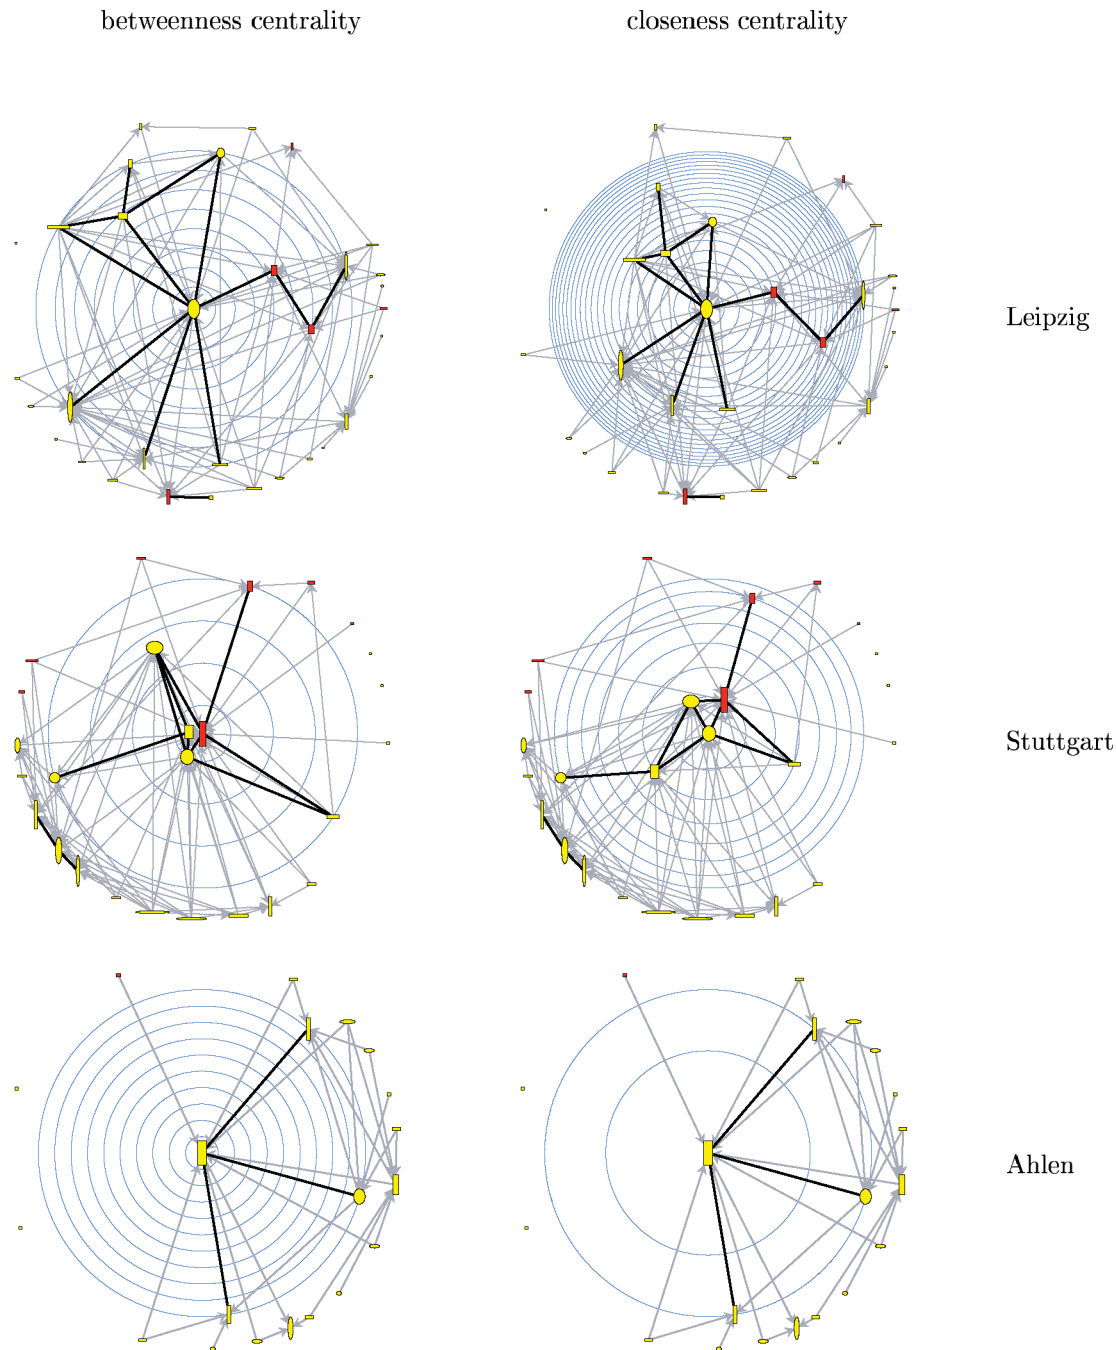 betweenness centrality
closeness centrality
Leipzig
Stuttgart
Ahlen